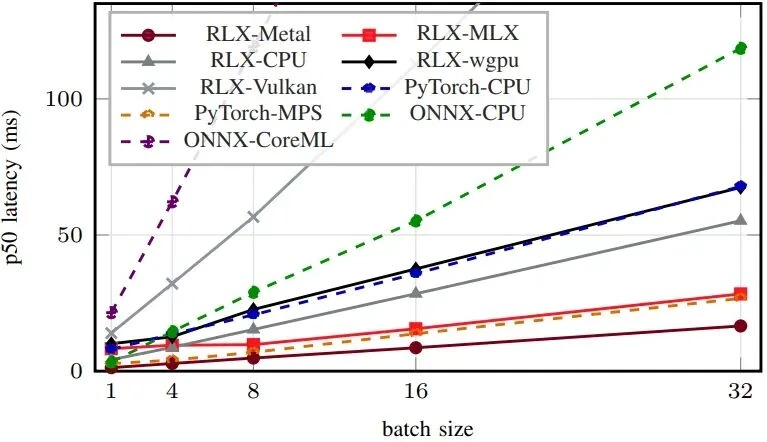 RLX-Metal RLX-MLX
RLX-CPU RLX-wgpu
RLX-Vulkan PyTorch-CPU
PyTorch-MPS ONNX-CPU
ONNX-CoreML
100
50
0
p50 latency (ms)
1 4 8 16 32
batch size